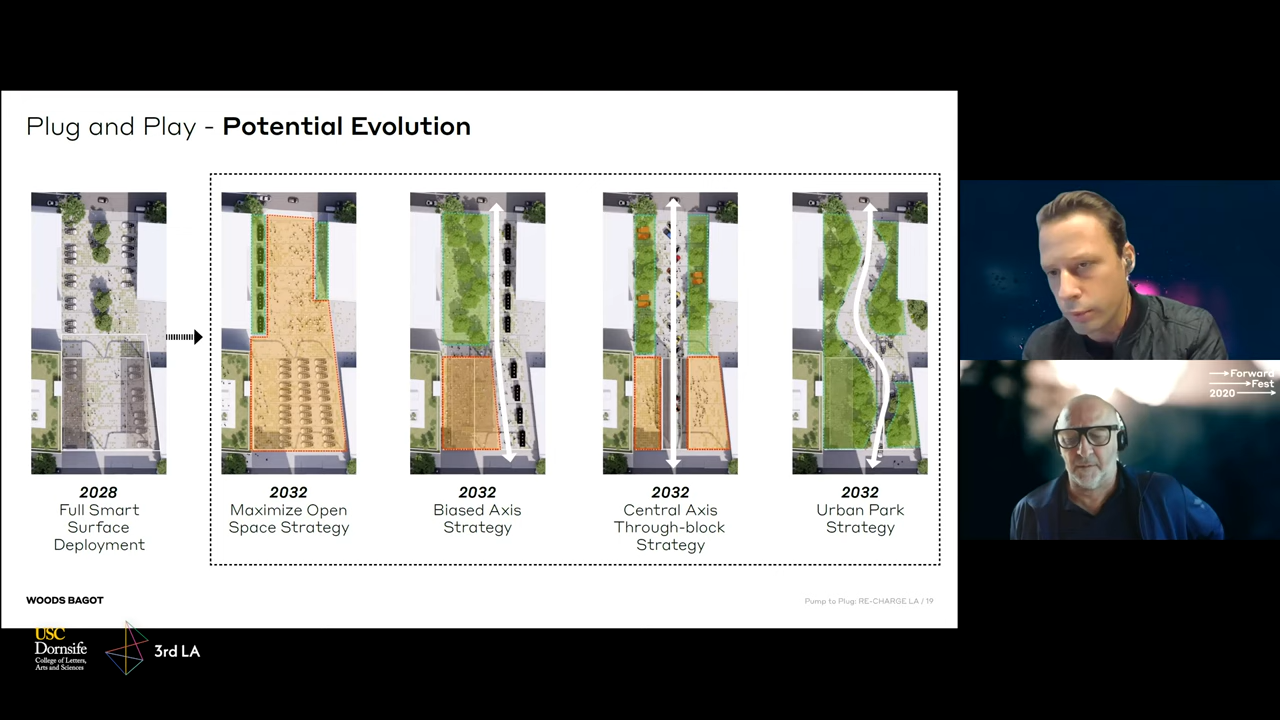 Plug and Play - Potential Evolution
2028
Full Smart
Surface
Deployment
2032
Maximize Open
Space Strategy
2032
Biased Axis
Strategy
2032
Central Axis
Through-block
Strategy
2032
Urban Park
Strategy
WOODS BAGOT
Pump to Plug: RE-CHARGE LA / 19
Forward
Fest
2020
USC
Dornsife
College of Letters,
Arts and Sciences
3rd LA